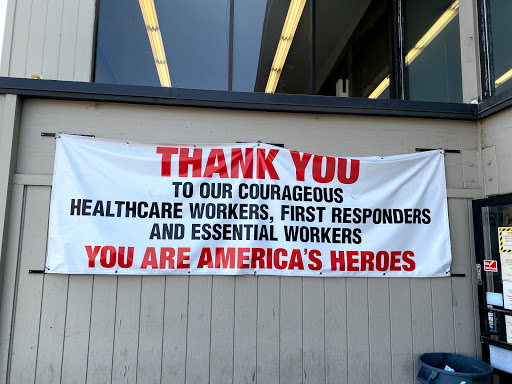 THANK YOU
TO OUR COURAGEOUS
HEALTHCARE WORKERS, FIRST RESPONDERS
AND ESSENTIAL WORKERS
YOU ARE AMERICA'S HEROES